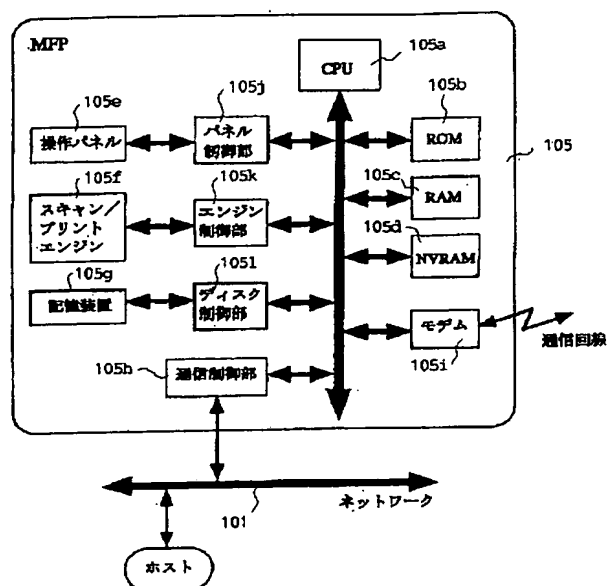 MFP
CPU
105a
105e
操作パネル
105j
パネル
制御部
105b
ROM
105
105f
スキャン／
プリント
エンジン
105k
エンジン
制御部
105c
RAM
105d
NVRAM
105g
記憶装置
105l
ディスク
制御部
モデム
105i
通信回線
105h
通信制御部
101
ネットワーク
ホスト